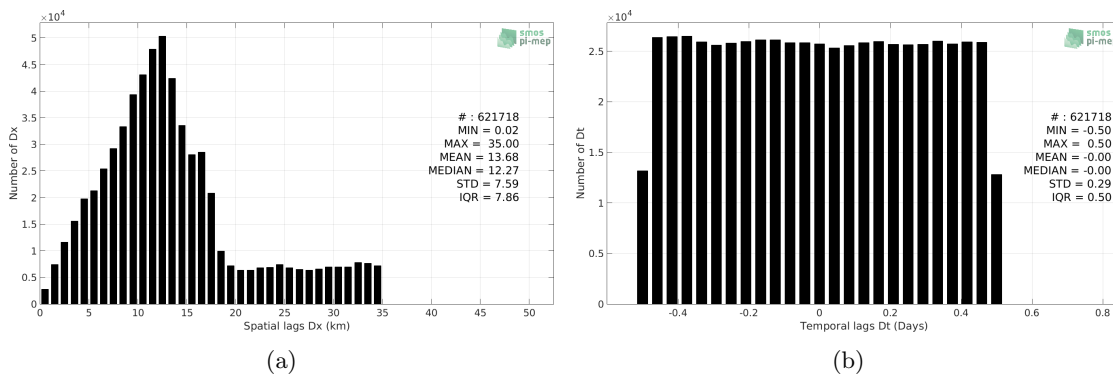 ×10⁴
5
4.5
4
3.5
3
2.5
2
1.5
1
0.5
0
Number of Dx
0 5 10 15 20 25 30 35 40 45 50
Spatial lags Dx (km)
smos
pi-mep
# : 621718
MIN = 0.02
MAX = 35.00
MEAN = 13.68
MEDIAN = 12.27
STD = 7.59
IQR = 7.86
(a)
×10⁴
2.5
2
1.5
1
0.5
0
Number of Dt
-0.4 -0.2 0 0.2 0.4 0.6 0.8
Temporal lags Dt (Days)
smos
pi-me
# : 621718
MIN = -0.50
MAX = 0.50
MEAN = -0.00
MEDIAN = -0.00
STD = 0.29
IQR = 0.50
(b)